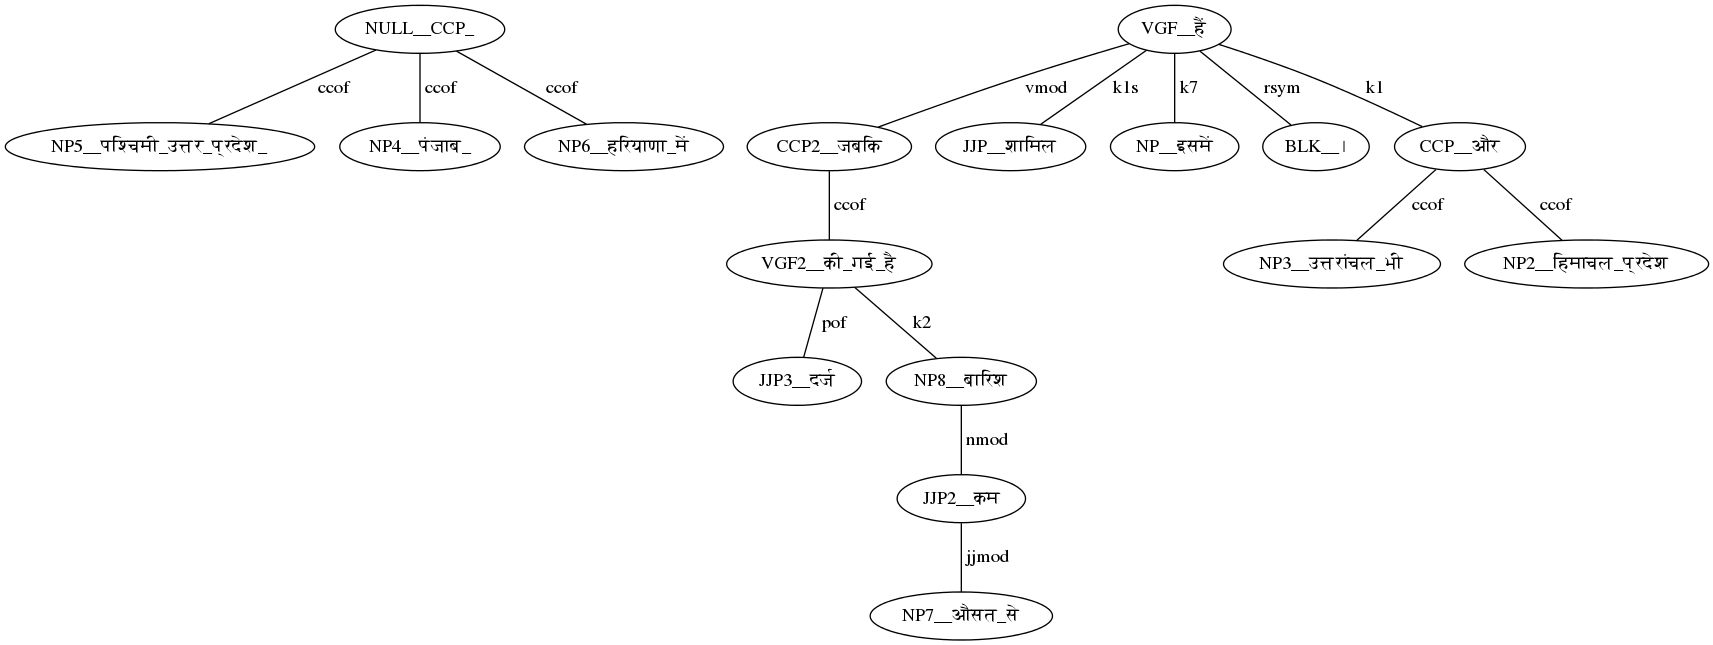 NULL__CCP_ VGF__हैं
ccof ccof ccof vmod k1s k7 rsym k1
NP5__पश्चिमी_उत्तर_प्रदेश_ NP4__पंजाब_ NP6__हरियाणा_में CCP2__जबकि JJP__शामिल NP__इसमें BLK__। CCP__और
ccof ccof ccof
VGF2__की_गई_है NP3__उत्तरांचल_भी NP2__हिमाचल_प्रदेश
pof k2
JJP3__दर्ज NP8__बारिश
nmod
JJP2__कम
jjmod
NP7__औसत_से